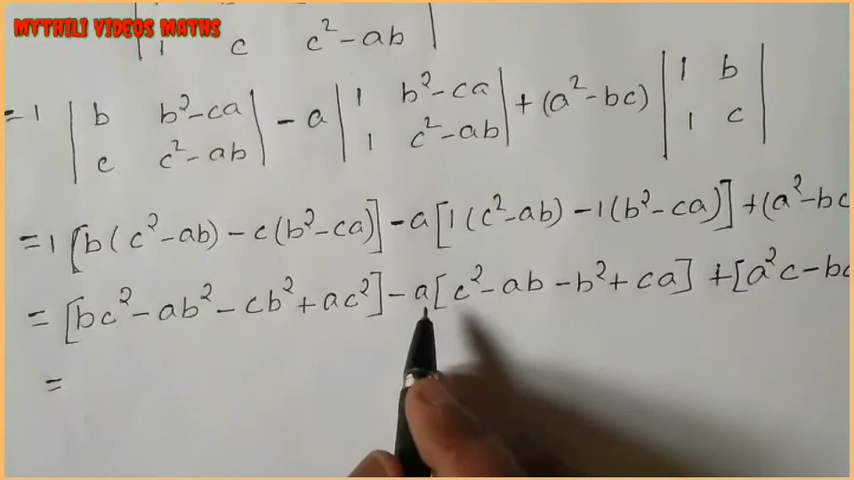 MYTHILI VIDEOS MATHS
| 1 c c²-ab |
= 1 | b b²-ca | - a | 1 b²-ca | + (a²-bc) | 1 b |
| c c²-ab | | 1 c²-ab | | 1 c |
= 1 [b(c²-ab) - c(b²-ca)] - a[1(c²-ab) - 1(b²-ca)] + (a²-bc
= [bc² - ab² - cb² + ac²] - a[c² - ab - b² + ca] + [a²c - bc
=